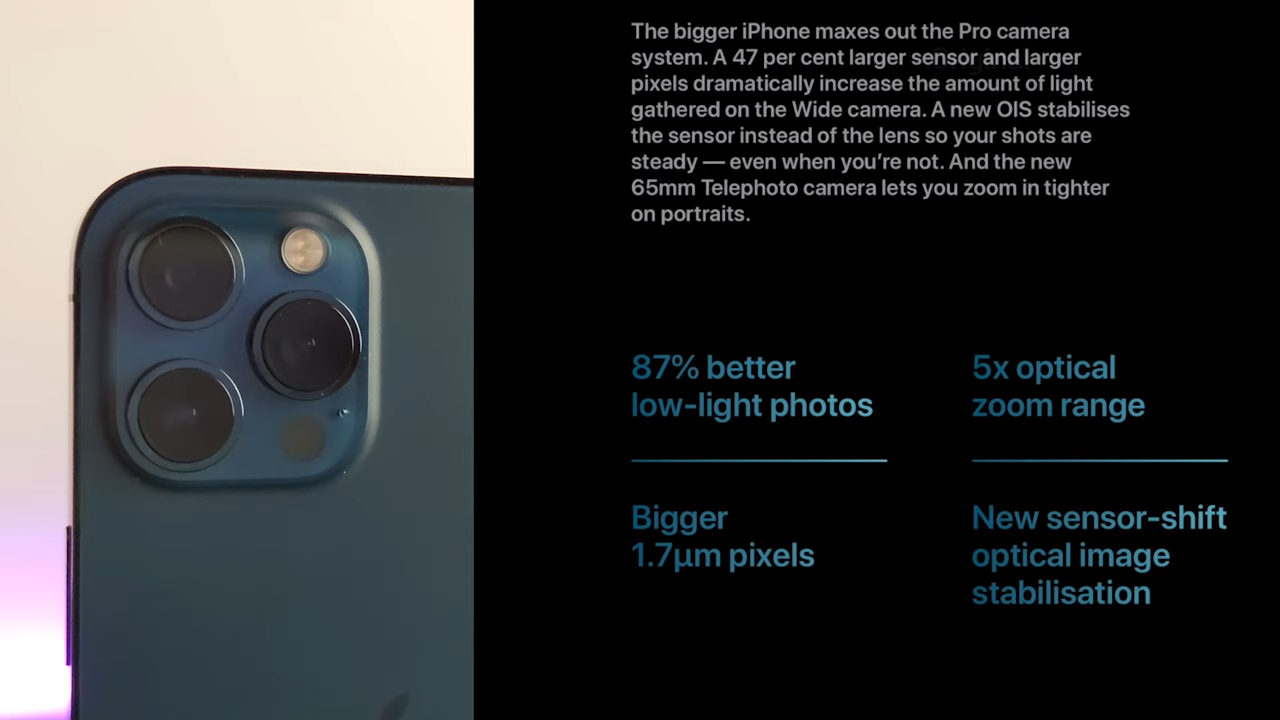 The bigger iPhone maxes out the Pro camera
system. A 47 per cent larger sensor and larger
pixels dramatically increase the amount of light
gathered on the Wide camera. A new OIS stabilises
the sensor instead of the lens so your shots are
steady — even when you’re not. And the new
65mm Telephoto camera lets you zoom in tighter
on portraits.
87% better
low-light photos
5x optical
zoom range
Bigger
1.7µm pixels
New sensor-shift
optical image
stabilisation